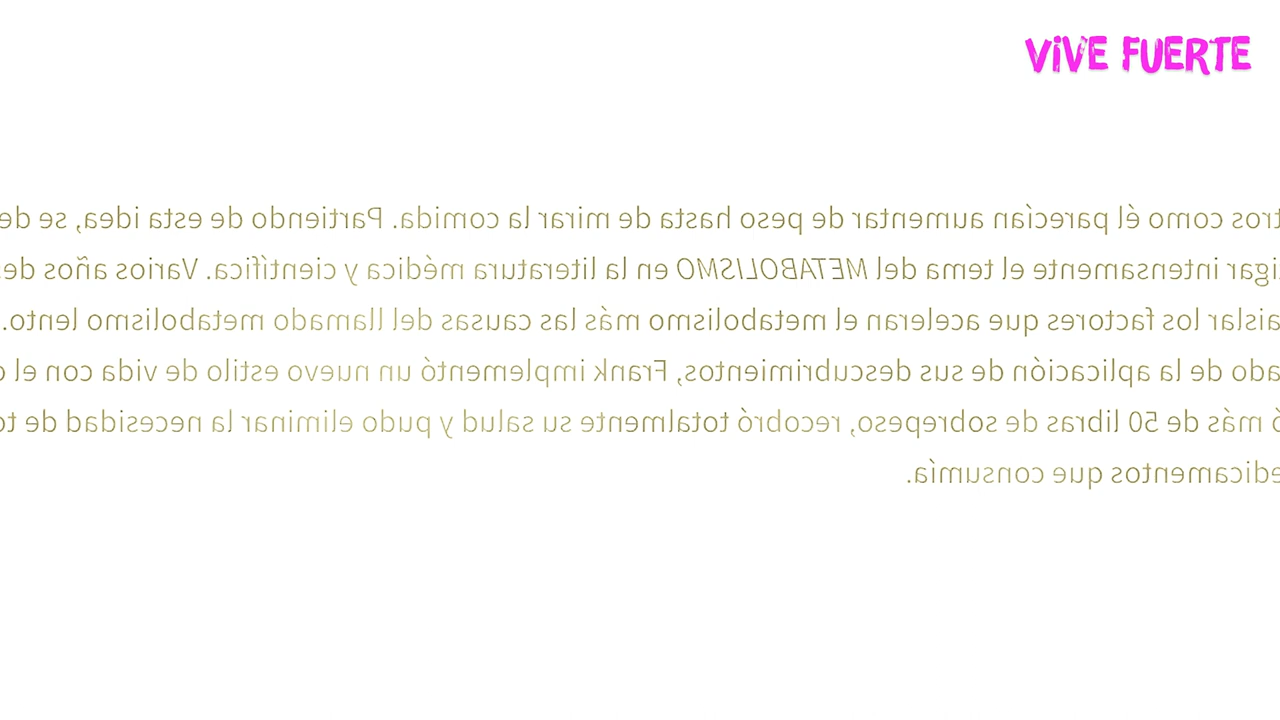 VIVE FUERTE
tros como él parecían aumentar de peso hasta de mirar la comida. Partiendo de esta idea, se de
igar intensamente el tema del METABOLISMO en la literatura médica y científica. Varios años des
aislar los factores que aceleran el metabolismo más las causas del llamado metabolismo lento.
ado de la aplicación de sus descubrimientos, Frank implementó un nuevo estilo de vida con el
ó más de 50 libras de sobrepeso, recobró totalmente su salud y pudo eliminar la necesidad de to
edicamentos que consumía.